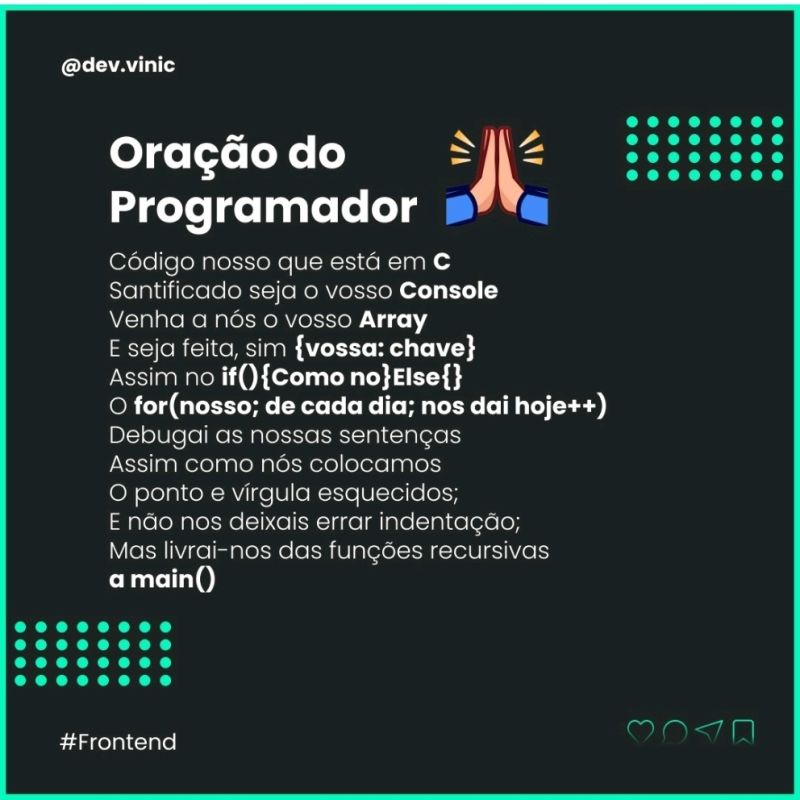 @dev.vinic
Oração do
Programador
Código nosso que está em C
Santificado seja o vosso Console
Venha a nós o vosso Array
E seja feita, sim {vossa: chave}
Assim no if(){Como no}Else{}
O for(nosso; de cada dia; nos dai hoje++)
Debugai as nossas sentenças
Assim como nós colocamos
O ponto e vírgula esquecidos;
E não nos deixais errar indentação;
Mas livrai-nos das funções recursivas
a main()
#Frontend